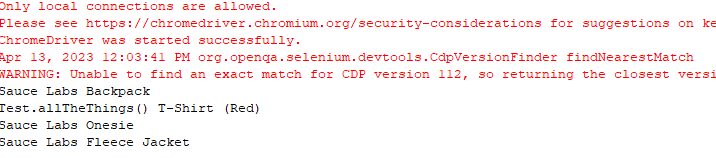 Only local connections are allowed.
Please see https://chromedriver.chromium.org/security-considerations for suggestions on
ChromeDriver was started successfully.
Apr 13, 2023 12:03:41 PM org.openqa.selenium.devtools.CdpVersionFinder findNearestMatch
WARNING: Unable to find an exact match for CDP version 112, so returning the closest
Sauce Labs Backpack
Test.allTheThings() T-Shirt (Red)
Sauce Labs Onesie
Sauce Labs Fleece Jacket